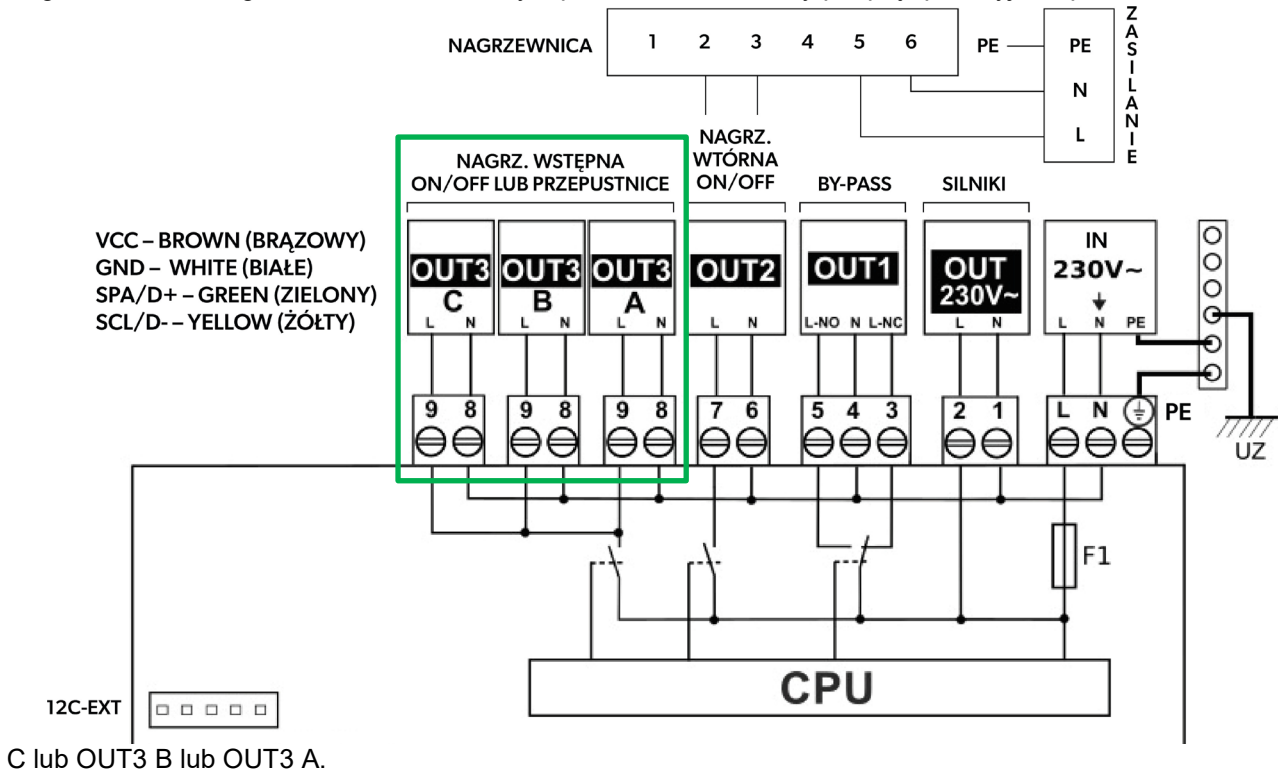 NAGRZEWNICA 1 2 3 4 5 6 PE
PE
N
L
ZASILANIE
NAGRZ. WSTĘPNA
ON/OFF LUB PRZEPUSTNICE
NAGRZ.
WTÓRNA
ON/OFF
BY-PASS
SILNIKI
VCC – BROWN (BRĄZOWY)
GND – WHITE (BIAŁE)
SPA/D+ – GREEN (ZIELONY)
SCL/D- – YELLOW (ŻÓŁTY)
OUT3
C
L N
OUT3
B
L N
OUT3
A
L N
OUT2
L N
OUT1
L-NO N L-NC
OUT
230V~
L N
IN
230V~
L N PE
9 8 9 8 9 8 7 6 5 4 3 2 1 L N PE
UZ
F1
CPU
12C-EXT
C lub OUT3 B lub OUT3 A.